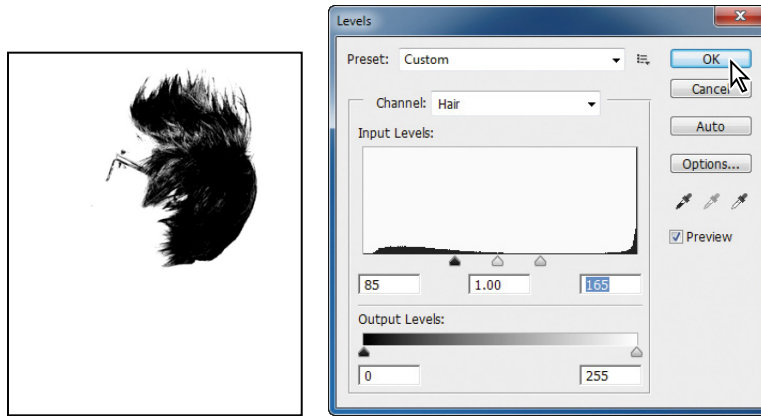 Levels
Preset: Custom
OK
Cancel
Channel: Hair
Auto
Input Levels:
Options...
Preview
85 1.00 165
Output Levels:
0 255